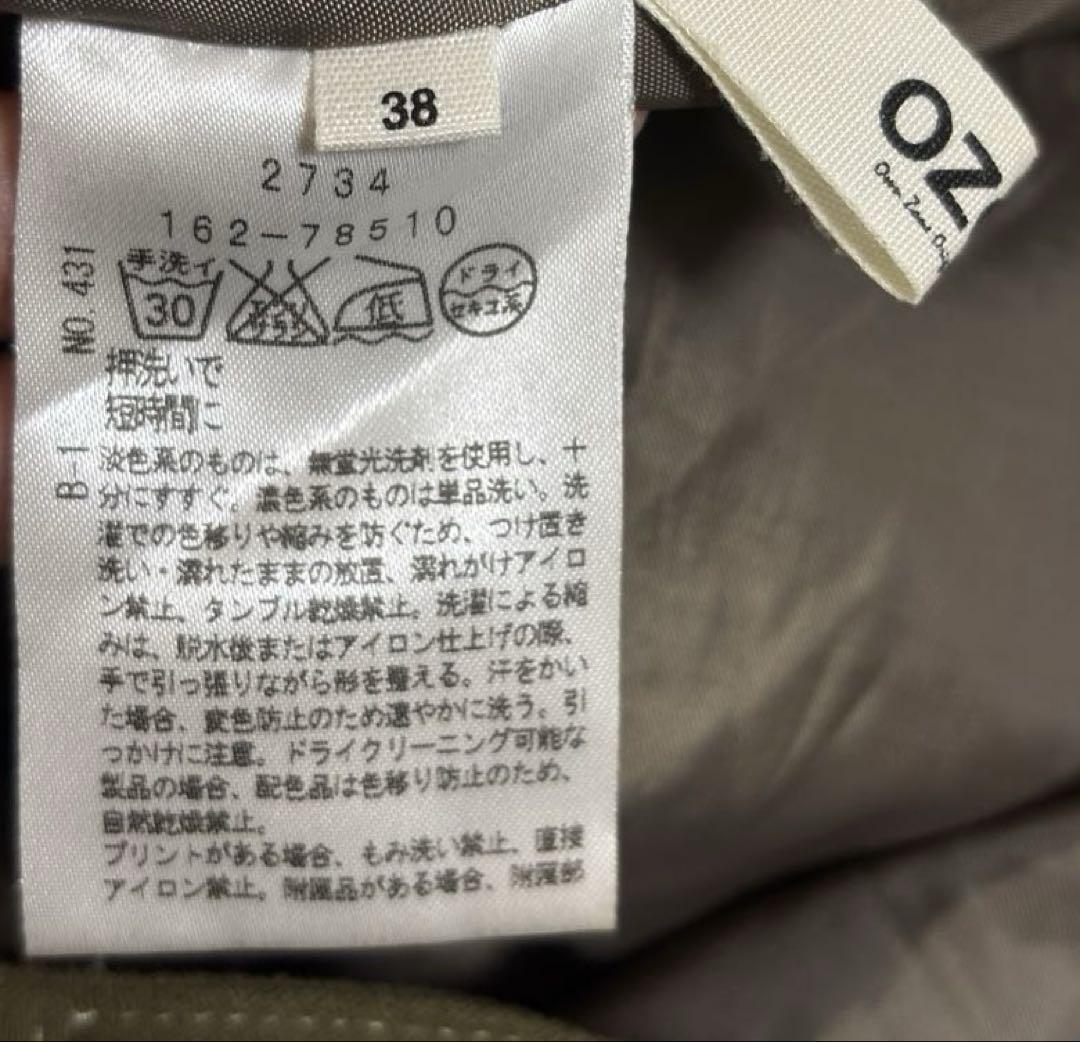 38
OZ
Own Zone
2734
162-78510
NO. 431
手洗イ
30
エンソ
サラシ
低
ドライ
セキユ系
押洗いで
短時間に
B-1
淡色系のものは、無蛍光洗剤を使用し、十
分にすすぐ。濃色系のものは単品洗い。洗
濯での色移りや縮みを防ぐため、つけ置き
洗い・濡れたままの放置、濡れがけアイロ
ン禁止、タンブル乾燥禁止。洗濯による縮
みは、脱水後またはアイロン仕上げの際、
手で引っ張りながら形を整える。汗をかい
た場合、変色防止のため速やかに洗う。引
っかけに注意。ドライクリーニング可能な
製品の場合、配色品は色移り防止のため、
自然乾燥禁止。
プリントがある場合、もみ洗い禁止、直接
アイロン禁止。附属品がある場合、附属部